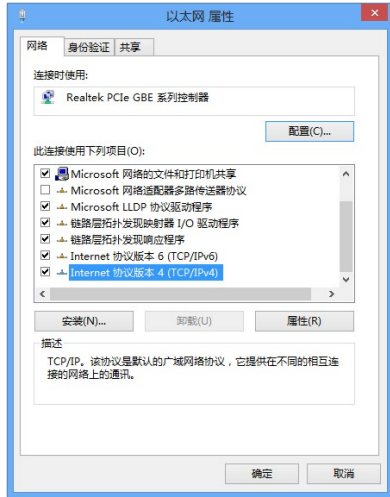 以太网 属性
网络 身份验证 共享
连接时使用:
Realtek PCIe GBE 系列控制器
配置(C)...
此连接使用下列项目(O):
Microsoft 网络的文件和打印机共享
Microsoft 网络适配器多路传送器协议
Microsoft LLDP 协议驱动程序
链路层拓扑发现映射器 I/O 驱动程序
链路层拓扑发现响应程序
Internet 协议版本 6 (TCP/IPv6)
Internet 协议版本 4 (TCP/IPv4)
安装(N)... 卸载(U) 属性(R)
描述
TCP/IP。该协议是默认的广域网络协议，它提供在不同的相互连
接的网络上的通讯。
确定 取消